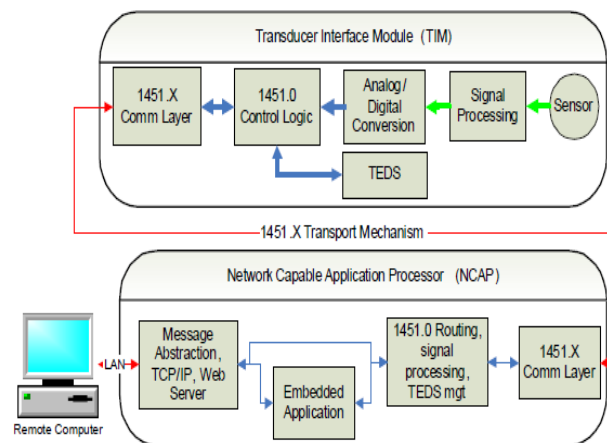 Transducer Interface Module (TIM)
1451.X
Comm Layer
1451.0
Control Logic
Analog/
Digital
Conversion
Signal
Processing
Sensor
TEDS
1451.X Transport Mechanism
Network Capable Application Processor (NCAP)
Message
Abstraction,
TCP/IP, Web
Server
Embedded
Application
1451.0 Routing,
signal
processing,
TEDS mgt
1451.X
Comm Layer
LAN
Remote Computer